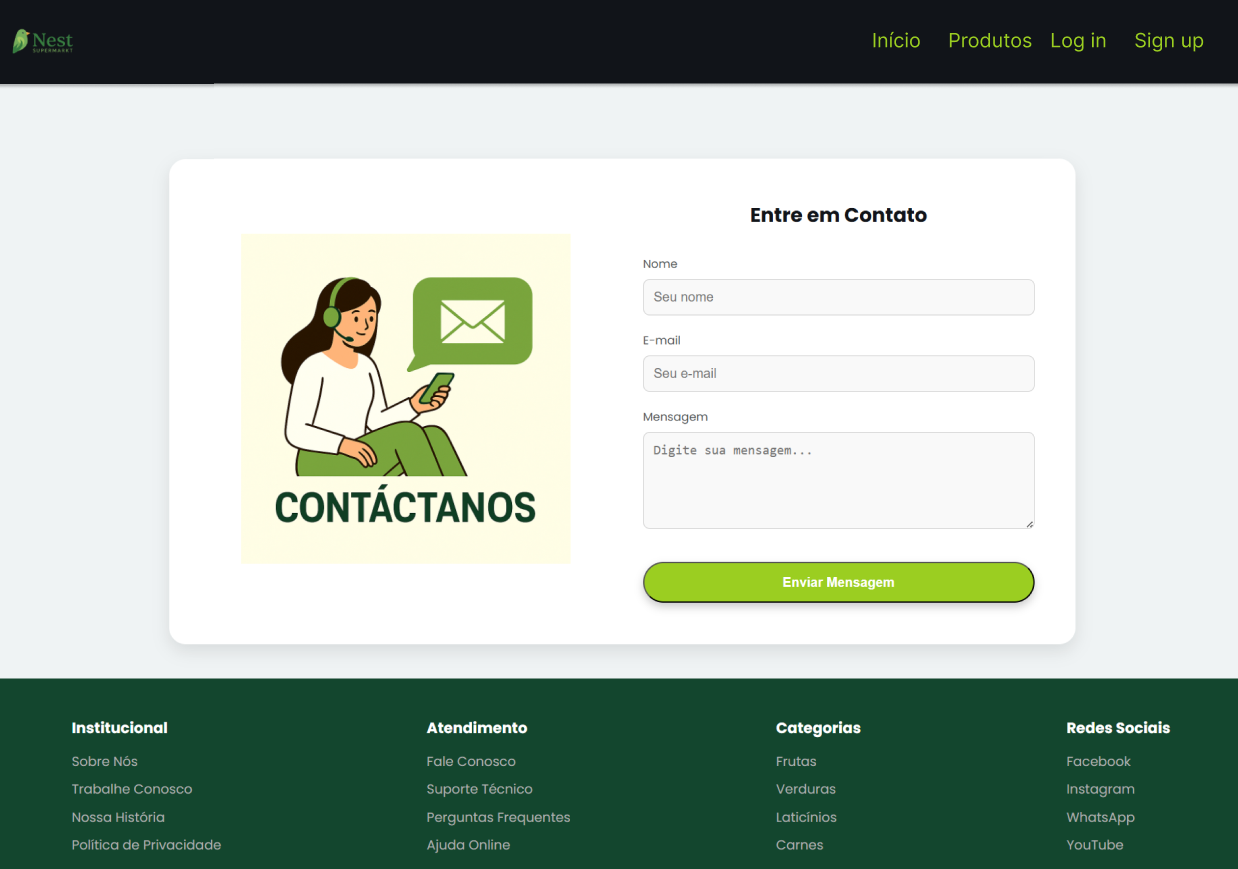 Nest
SUPERMARKT
Início Produtos Log in Sign up
CONTÁCTANOS
Entre em Contato
Nome
Seu nome
E-mail
Seu e-mail
Mensagem
Digite sua mensagem...
Enviar Mensagem
Institucional
Sobre Nós
Trabalhe Conosco
Nossa História
Política de Privacidade
Atendimento
Fale Conosco
Suporte Técnico
Perguntas Frequentes
Ajuda Online
Categorias
Frutas
Verduras
Laticínios
Carnes
Redes Sociais
Facebook
Instagram
WhatsApp
YouTube